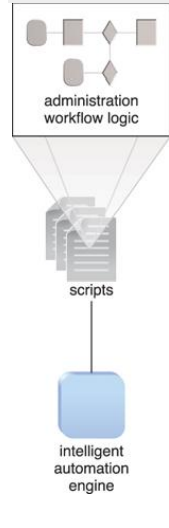 administration
workflow logic
scripts
intelligent
automation
engine